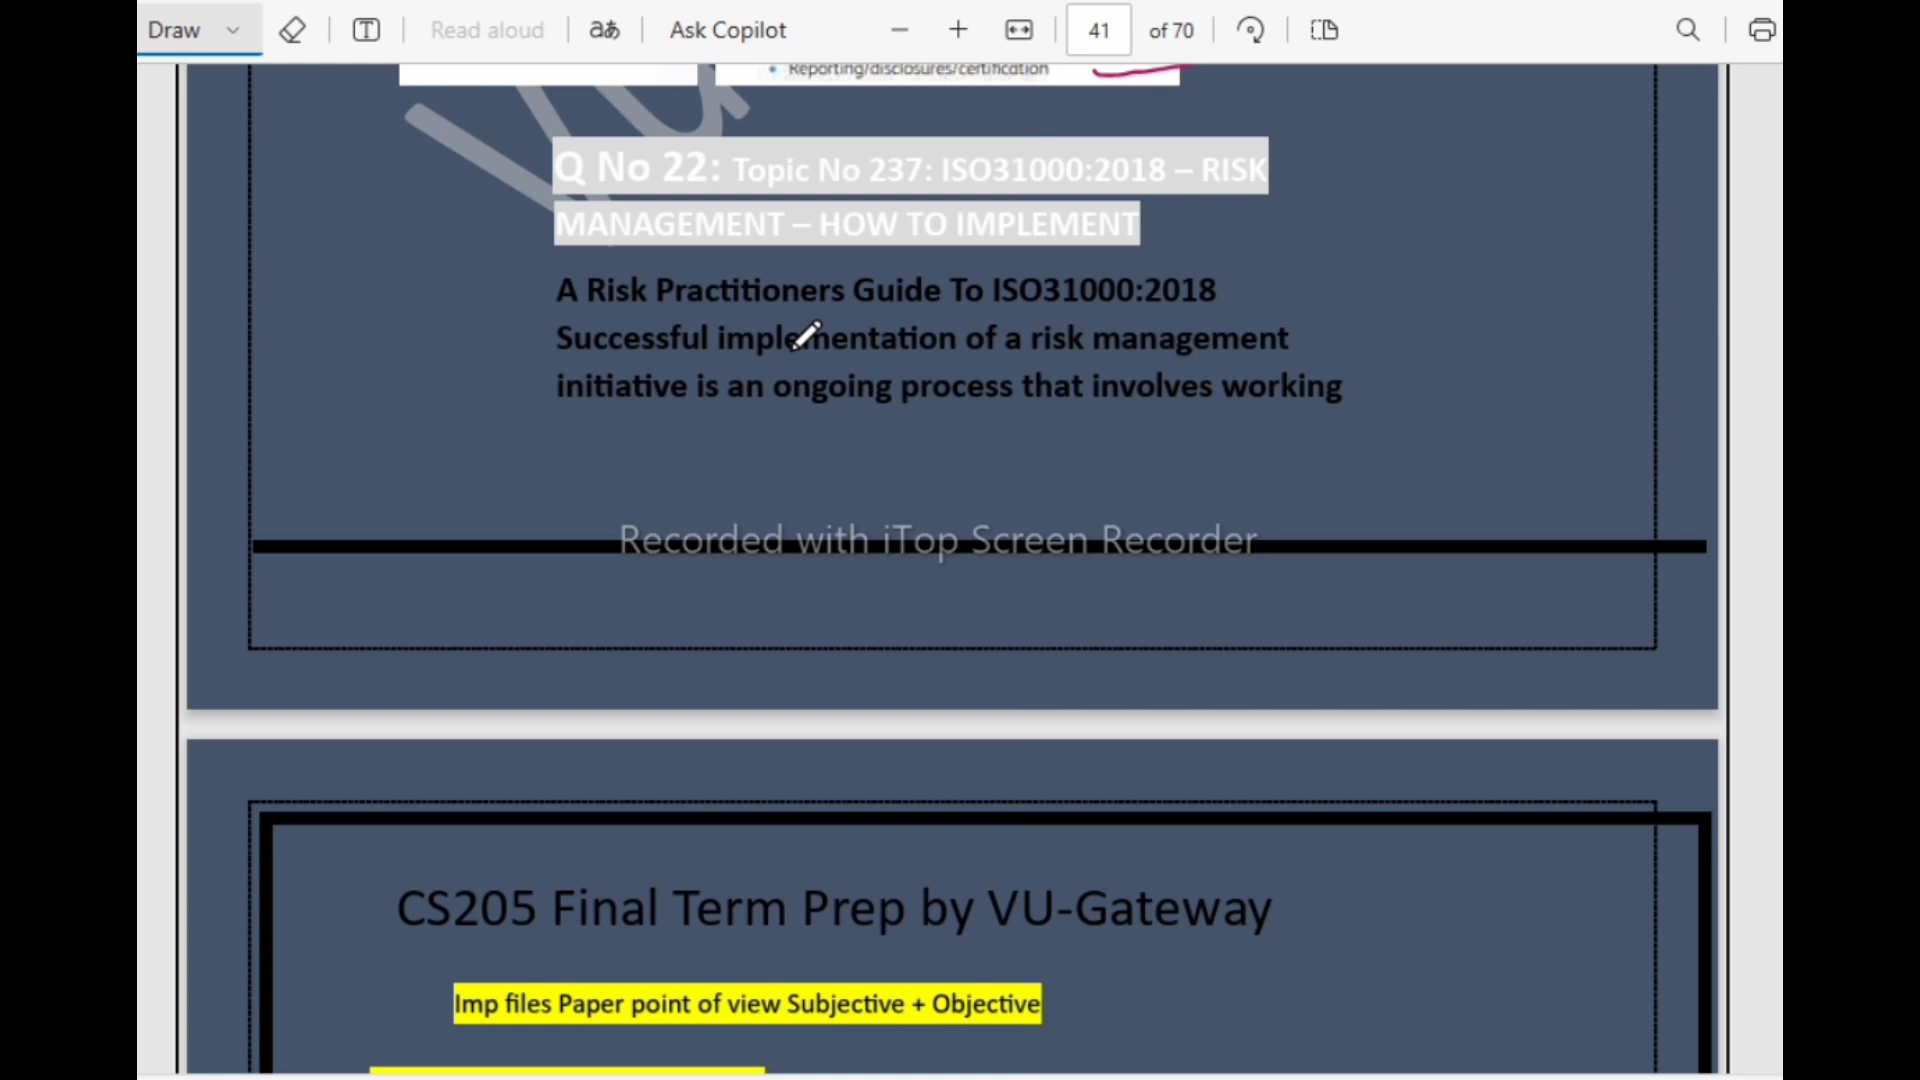 Draw
Read aloud
aあ
Ask Copilot
41
of 70
• Reporting/disclosures/certification
Q No 22: Topic No 237: ISO31000:2018 – RISK
MANAGEMENT – HOW TO IMPLEMENT
A Risk Practitioners Guide To ISO31000:2018
Successful implementation of a risk management
initiative is an ongoing process that involves working
Recorded with iTop Screen Recorder
CS205 Final Term Prep by VU-Gateway
Imp files Paper point of view Subjective + Objective